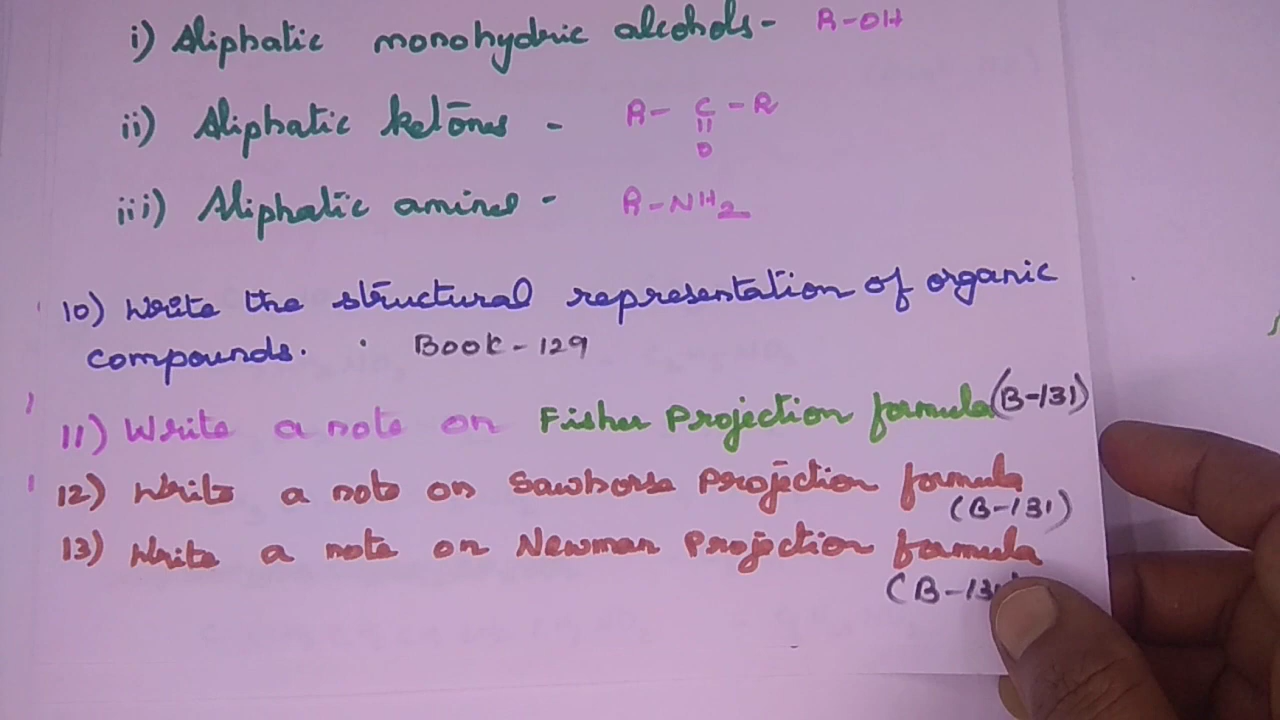 i) Aliphatic monohydric alcohols- R-OH
ii) Aliphatic ketones - R- C -R
||
O
iii) Aliphatic amines - R-NH2
10) Write the structural representation of organic
compounds. Book-129
11) Write a note on Fisher Projection formula (B-131)
12) Write a note on Sawhorse Projection formula
(B-131)
13) Write a note on Newman Projection formula
(B-131